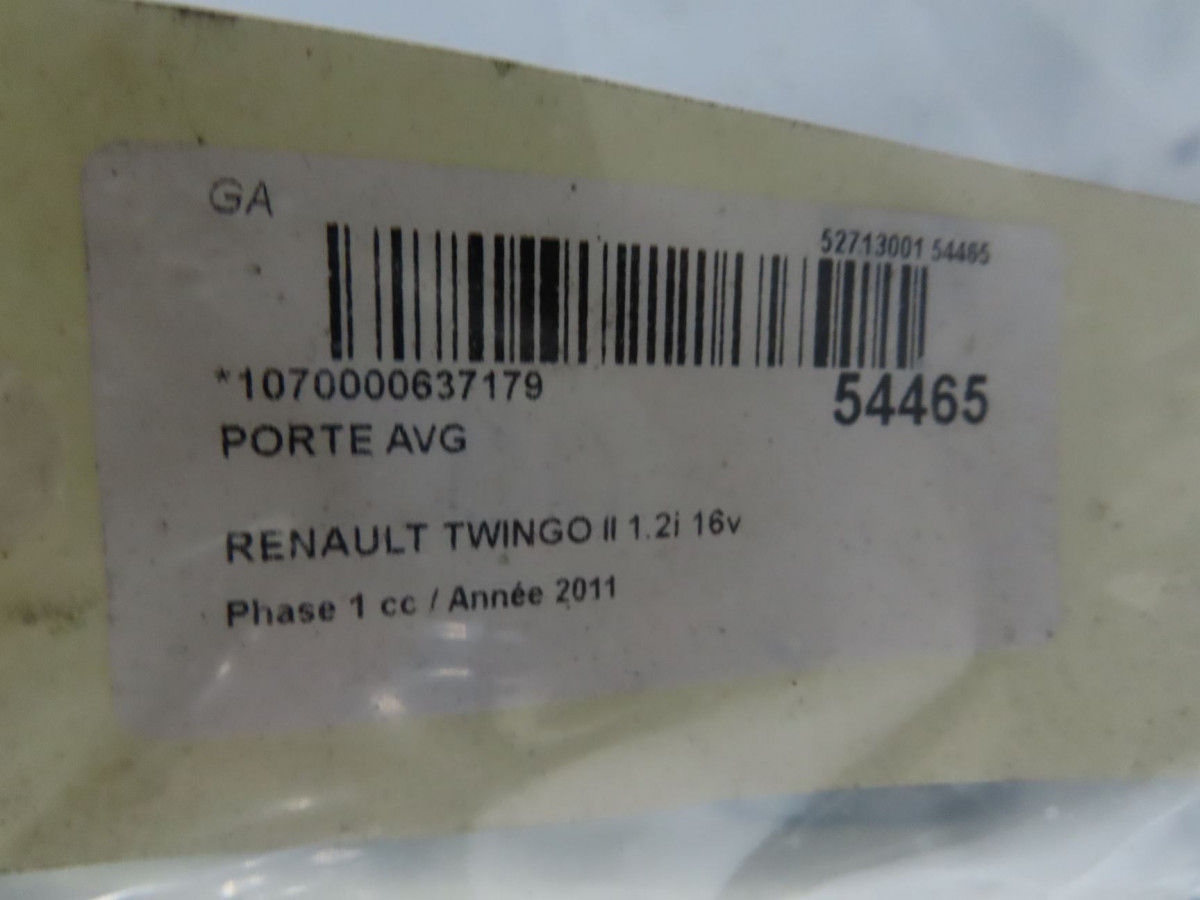 GA
52713001 54465
*1070000637179
54465
PORTE AVG
RENAULT TWINGO II 1.2i 16v
Phase 1 cc / Année 2011